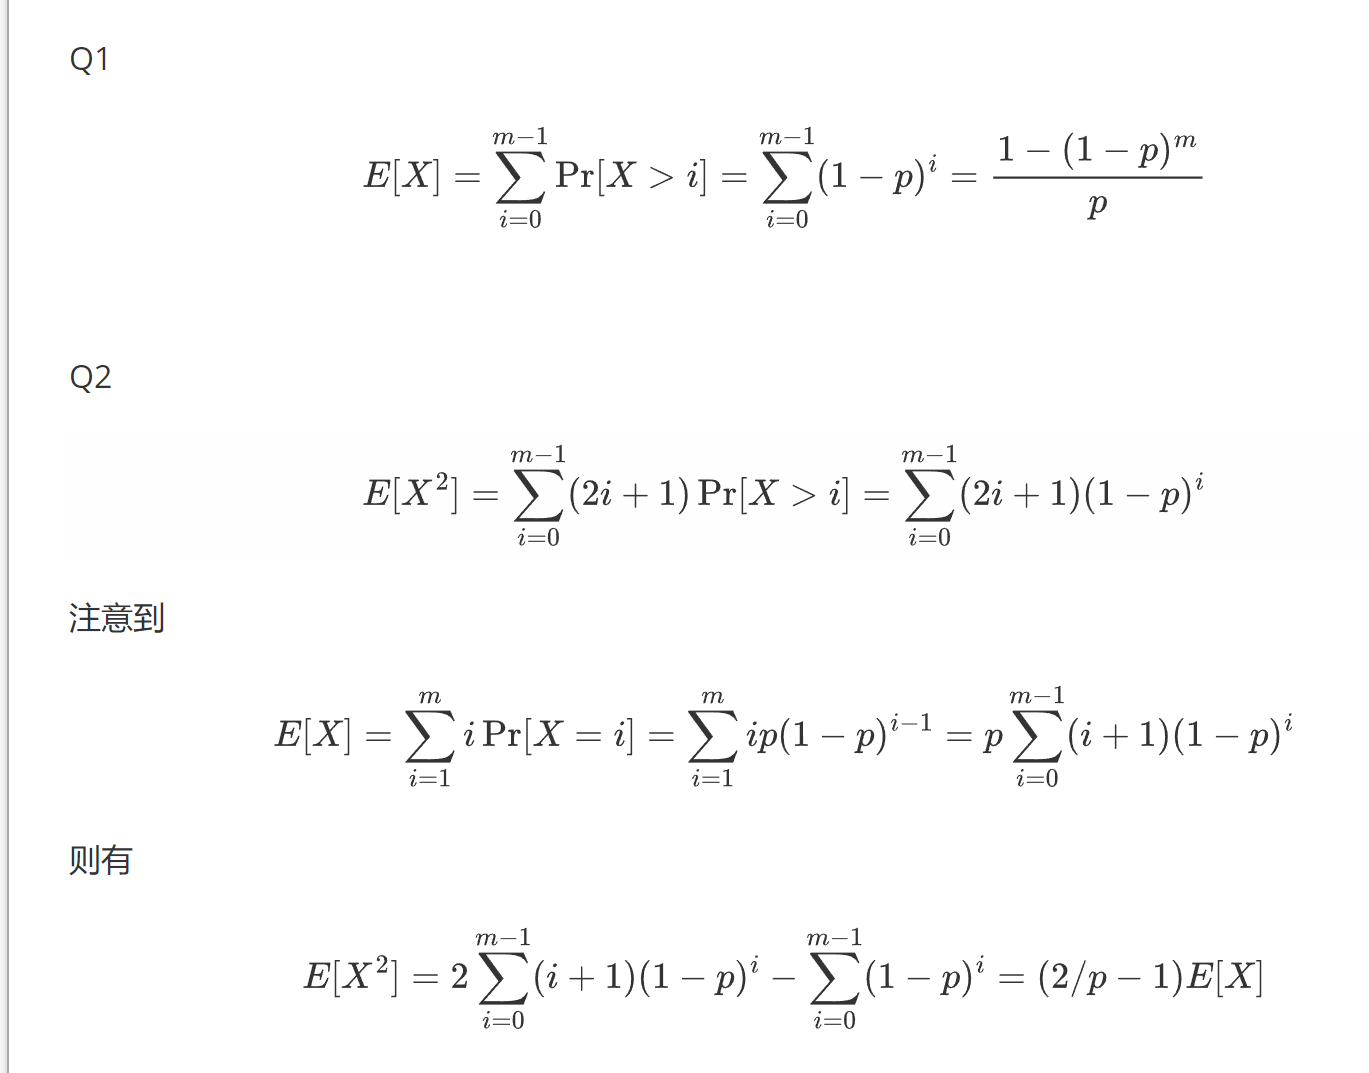 Q1
E[X] = \sum_{i=0}^{m-1} \Pr[X > i] = \sum_{i=0}^{m-1} (1-p)^i = \frac{1-(1-p)^m}{p}
Q2
E[X^2] = \sum_{i=0}^{m-1} (2i+1) \Pr[X > i] = \sum_{i=0}^{m-1} (2i+1)(1-p)^i
注意到
E[X] = \sum_{i=1}^{m} i \Pr[X = i] = \sum_{i=1}^{m} ip(1-p)^{i-1} = p \sum_{i=0}^{m-1} (i+1)(1-p)^i
则有
E[X^2] = 2 \sum_{i=0}^{m-1} (i+1)(1-p)^i - \sum_{i=0}^{m-1} (1-p)^i = (2/p - 1)E[X]